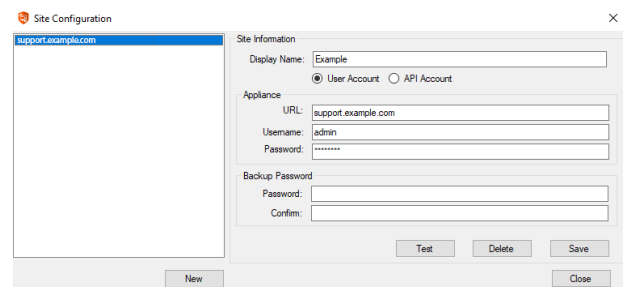 Site Configuration
support.example.com
Site Information
Display Name: Example
User Account API Account
Appliance
URL: support.example.com
Username: admin
Password: ********
Backup Password
Password:
Confirm:
Test Delete Save
New Close